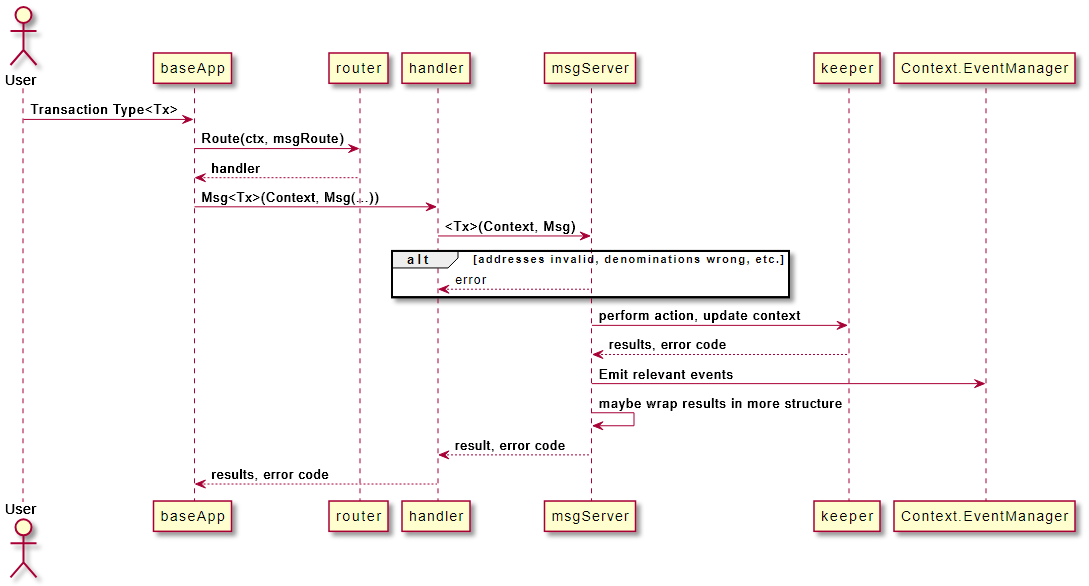 User
baseApp router handler msgServer keeper Context.EventManager
Transaction Type<Tx>
Route(ctx, msgRoute)
handler
Msg<Tx>(Context, Msg(...))
<Tx>(Context, Msg)
alt [addresses invalid, denominations wrong, etc.]
error
perform action, update context
results, error code
Emit relevant events
maybe wrap results in more structure
result, error code
results, error code
User
baseApp router handler msgServer keeper Context.EventManager